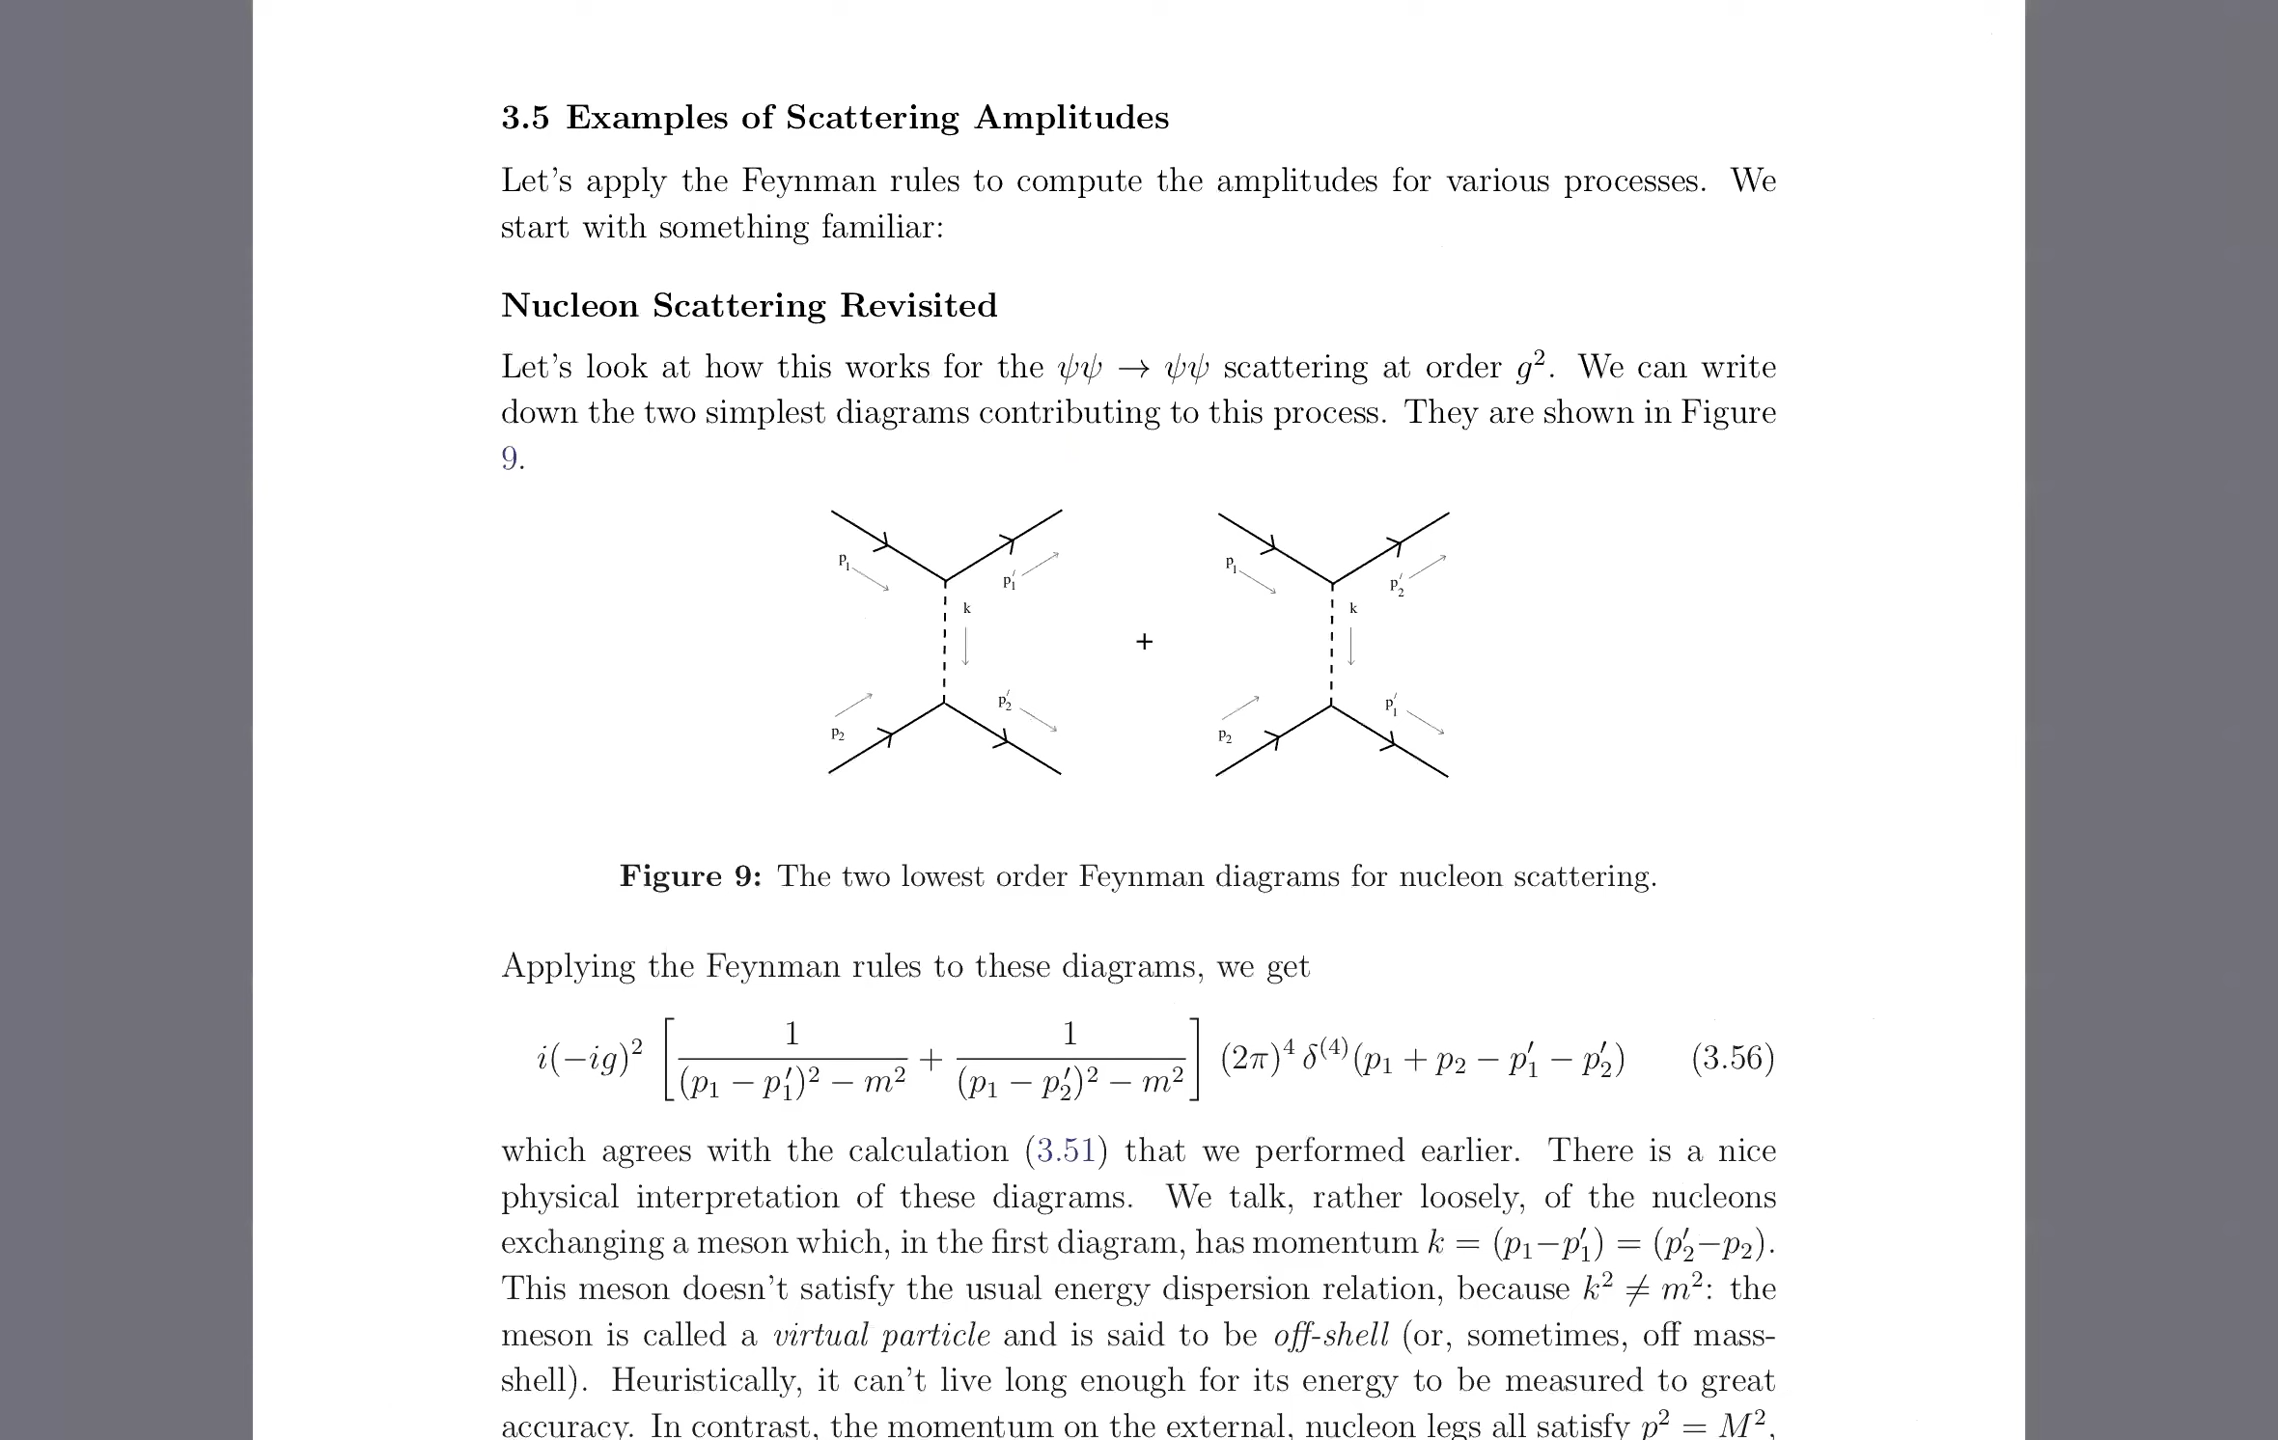 3.5 Examples of Scattering Amplitudes
Let's apply the Feynman rules to compute the amplitudes for various processes. We
start with something familiar:
Nucleon Scattering Revisited
Let's look at how this works for the ψψ → ψψ scattering at order g². We can write
down the two simplest diagrams contributing to this process. They are shown in Figure
9.
p₁ p₁′ k p₂ p₂′
+
p₁ p₂′ k p₂ p₁′
Figure 9: The two lowest order Feynman diagrams for nucleon scattering.
Applying the Feynman rules to these diagrams, we get
i(−ig)² [ 1/((p₁ − p₁′)² − m²) + 1/((p₁ − p₂′)² − m²) ] (2π)⁴ δ⁽⁴⁾(p₁ + p₂ − p₁′ − p₂′) (3.56)
which agrees with the calculation (3.51) that we performed earlier. There is a nice
physical interpretation of these diagrams. We talk, rather loosely, of the nucleons
exchanging a meson which, in the first diagram, has momentum k = (p₁−p₁′) = (p₂′−p₂).
This meson doesn't satisfy the usual energy dispersion relation, because k² ≠ m²: the
meson is called a virtual particle and is said to be off-shell (or, sometimes, off mass-
shell). Heuristically, it can't live long enough for its energy to be measured to great
accuracy. In contrast, the momentum on the external, nucleon legs all satisfy p² = M²,